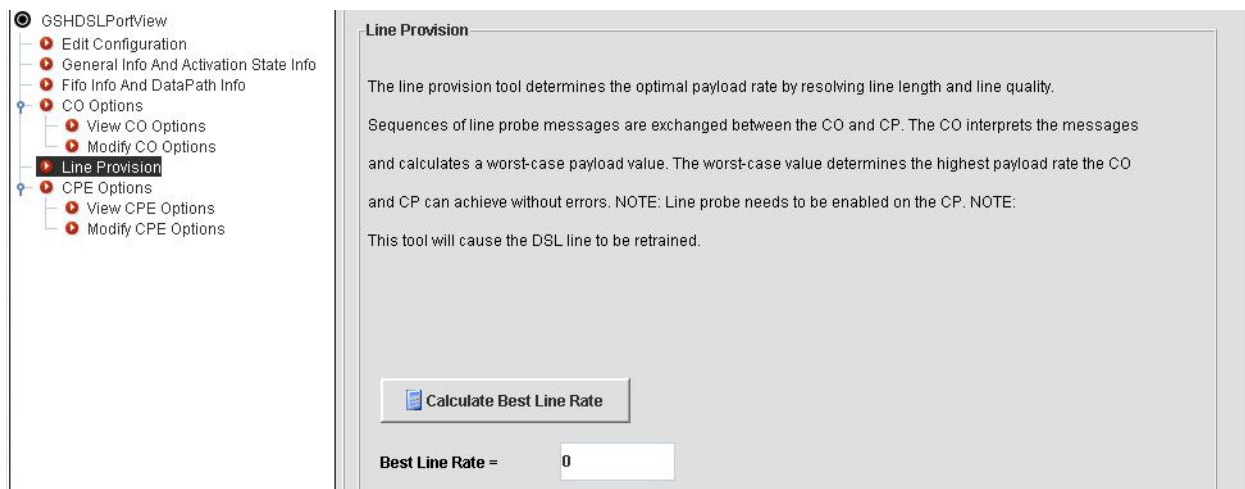 GSHDSLPortView
Edit Configuration
General Info And Activation State Info
Fifo Info And DataPath Info
CO Options
View CO Options
Modify CO Options
Line Provision
CPE Options
View CPE Options
Modify CPE Options
Line Provision
The line provision tool determines the optimal payload rate by resolving line length and line quality.
Sequences of line probe messages are exchanged between the CO and CP. The CO interprets the messages
and calculates a worst-case payload value. The worst-case value determines the highest payload rate the CO
and CP can achieve without errors. NOTE: Line probe needs to be enabled on the CP. NOTE:
This tool will cause the DSL line to be retrained.
Calculate Best Line Rate
Best Line Rate = 0